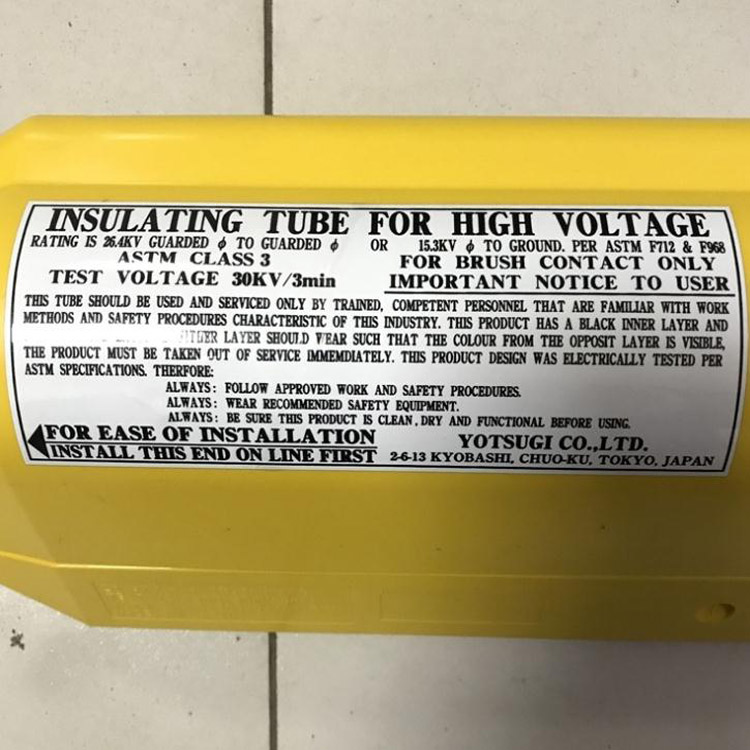 INSULATING TUBE FOR HIGH VOLTAGE
RATING IS 26.4KV GUARDED ϕ TO GUARDED ϕ OR 15.3KV ϕ TO GROUND. PER ASTM F712 & F968
ASTM CLASS 3 FOR BRUSH CONTACT ONLY
TEST VOLTAGE 30KV/3min IMPORTANT NOTICE TO USER
THIS TUBE SHOULD BE USED AND SERVICED ONLY BY TRAINED, COMPETENT PERSONNEL THAT ARE FAMILIAR WITH WORK
METHODS AND SAFETY PROCEDURES CHARACTERISTIC OF THIS INDUSTRY. THIS PRODUCT HAS A BLACK INNER LAYER AND
LAYER SHOULD WEAR SUCH THAT THE COLOUR FROM THE OPPOSIT LAYER IS VISIBLE,
THE PRODUCT MUST BE TAKEN OUT OF SERVICE IMMEMDIATELY. THIS PRODUCT DESIGN WAS ELECTRICALLY TESTED PER
ASTM SPECIFICATIONS. THERFORE:
ALWAYS: FOLLOW APPROVED WORK AND SAFETY PROCEDURES.
ALWAYS: WEAR RECOMMENDED SAFETY EQUIPMENT.
ALWAYS: BE SURE THIS PRODUCT IS CLEAN, DRY AND FUNCTIONAL BEFORE USING.
FOR EASE OF INSTALLATION
INSTALL THIS END ON LINE FIRST
YOTSUGI CO.,LTD.
2-6-13 KYOBASHI, CHUO-KU, TOKYO, JAPAN